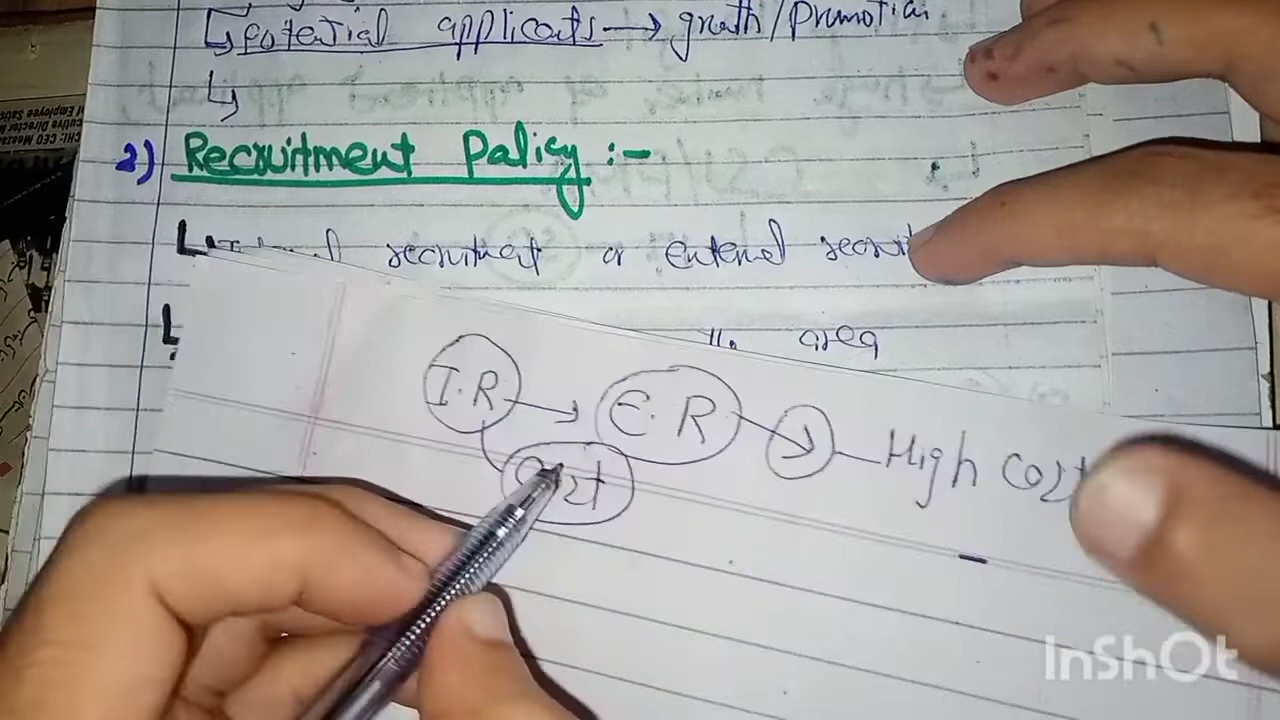 ↳ potential applicants → growth/promotion
↳
2) Recruitment Policy :-
recruitment or external recruit
area
I.R → E.R → High Cost
Cost
InShOt